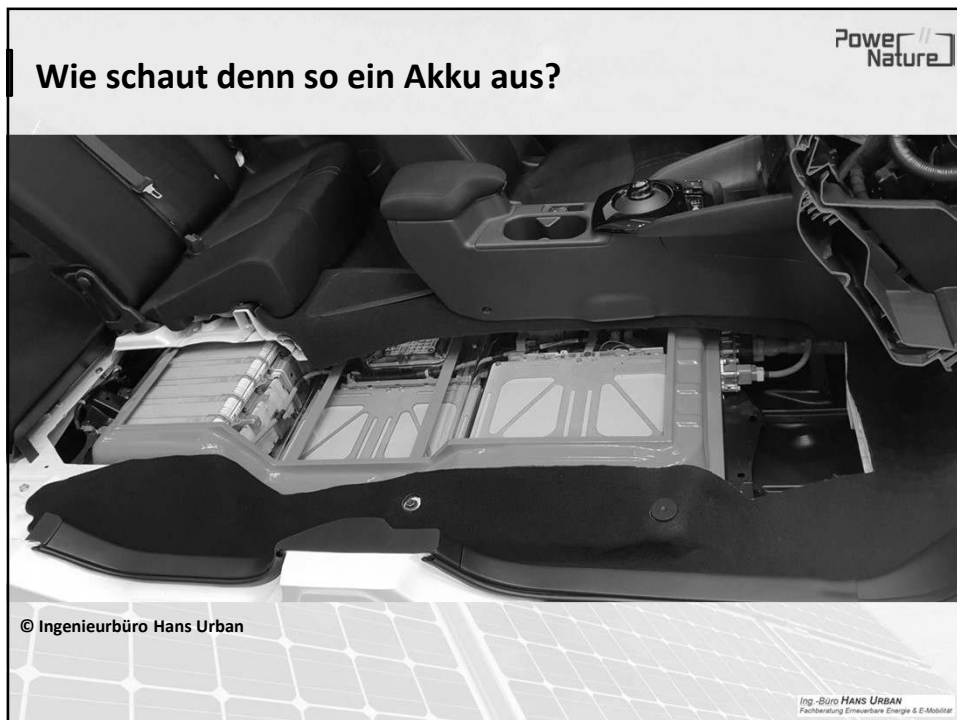 Power
Nature
Wie schaut denn so ein Akku aus?
© Ingenieurbüro Hans Urban
Ing.-Büro HANS URBAN
Fachberatung Erneuerbare Energie & E-Mobilität